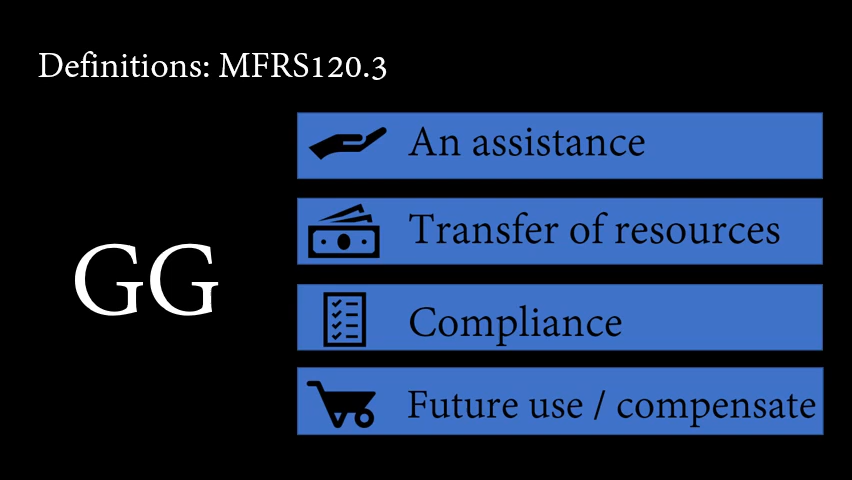 Definitions: MFRS120.3
GG
An assistance
Transfer of resources
Compliance
Future use / compensate